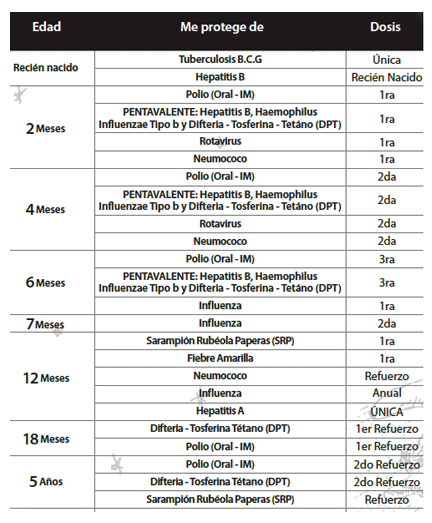 Edad Me protege de Dosis
Recién nacido
Tuberculosis B.C.G Única
Hepatitis B Recién Nacido
2 Meses
Polio (Oral - IM) 1ra
PENTAVALENTE: Hepatitis B, Haemophilus
Influenzae Tipo b y Difteria - Tosferina - Tetáno (DPT) 1ra
Rotavirus 1ra
Neumococo 1ra
4 Meses
Polio (Oral - IM) 2da
PENTAVALENTE: Hepatitis B, Haemophilus
Influenzae Tipo b y Difteria - Tosferina - Tetáno (DPT) 2da
Rotavirus 2da
Neumococo 2da
6 Meses
Polio (Oral - IM) 3ra
PENTAVALENTE: Hepatitis B, Haemophilus
Influenzae Tipo b y Difteria - Tosferina - Tetáno (DPT) 3ra
Influenza 1ra
7 Meses Influenza 2da
12 Meses
Sarampión Rubéola Paperas (SRP) 1ra
Fiebre Amarilla 1ra
Neumococo Refuerzo
Influenza Anual
Hepatitis A ÚNICA
18 Meses
Difteria - Tosferina Tétano (DPT) 1er Refuerzo
Polio (Oral - IM) 1er Refuerzo
5 Años
Polio (Oral - IM) 2do Refuerzo
Difteria - Tosferina Tétano (DPT) 2do Refuerzo
Sarampión Rubéola Paperas (SRP) Refuerzo